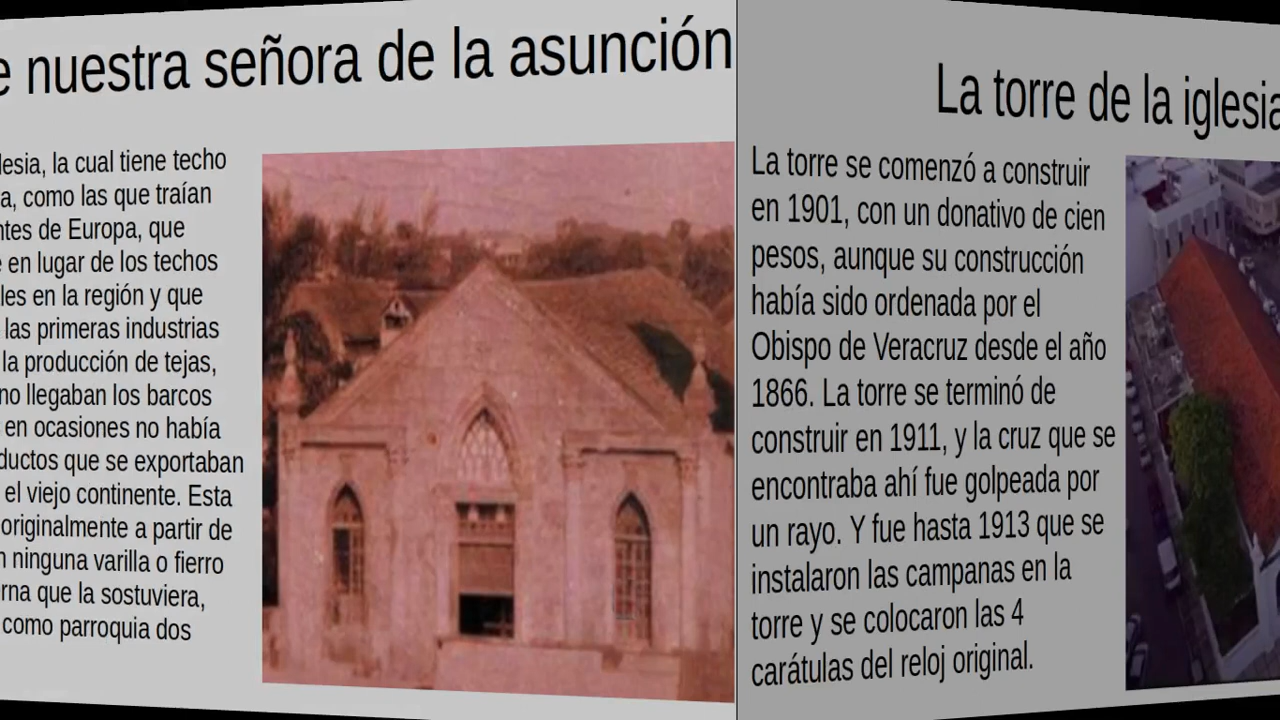 e nuestra señora de la asunción
lesia, la cual tiene techo
a, como las que traían
ntes de Europa, que
e en lugar de los techos
les en la región y que
las primeras industrias
la producción de tejas,
no llegaban los barcos
en ocasiones no había
ductos que se exportaban
el viejo continente. Esta
originalmente a partir de
n ninguna varilla o fierro
rna que la sostuviera,
como parroquia dos
La torre de la iglesia
La torre se comenzó a construir
en 1901, con un donativo de cien
pesos, aunque su construcción
había sido ordenada por el
Obispo de Veracruz desde el año
1866. La torre se terminó de
construir en 1911, y la cruz que se
encontraba ahí fue golpeada por
un rayo. Y fue hasta 1913 que se
instalaron las campanas en la
torre y se colocaron las 4
carátulas del reloj original.